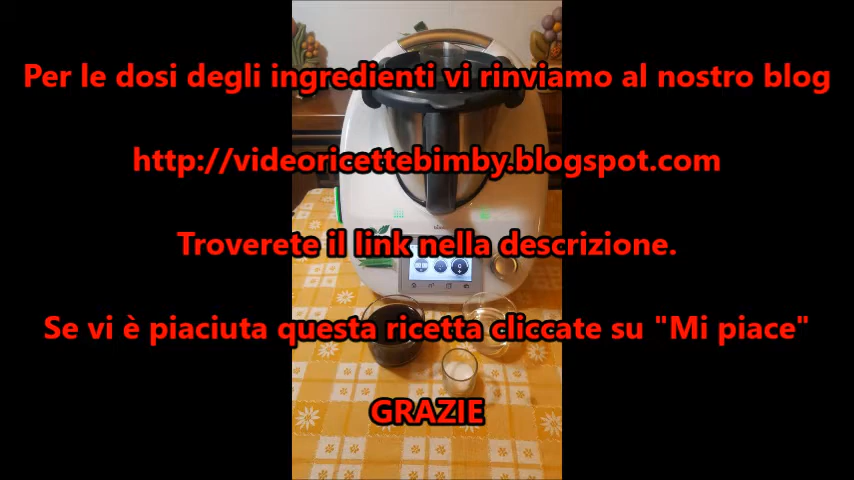 Per le dosi degli ingredienti vi rinviamo al nostro blog
http://videoricettebimby.blogspot.com
Troverete il link nella descrizione.
Se vi è piaciuta questa ricetta cliccate su "Mi piace"
GRAZIE